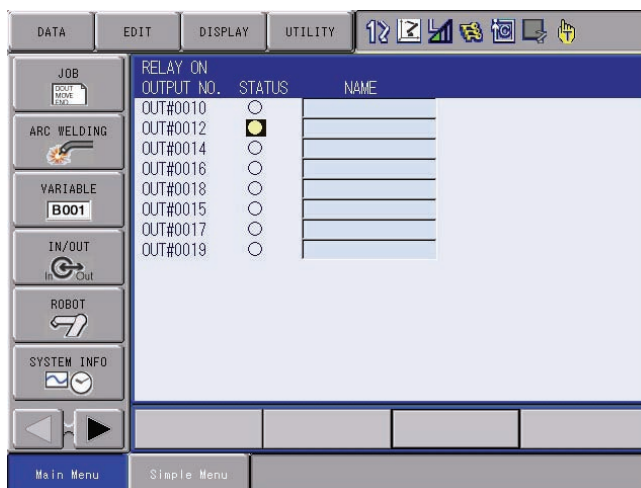 DATA EDIT DISPLAY UTILITY
JOB
DOUT
MOVE
END
ARC WELDING
VARIABLE
B001
IN/OUT
In Out
ROBOT
SYSTEM INFO
RELAY ON
OUTPUT NO. STATUS NAME
OUT#0010
OUT#0012
OUT#0014
OUT#0016
OUT#0018
OUT#0015
OUT#0017
OUT#0019
Main Menu Simple Menu